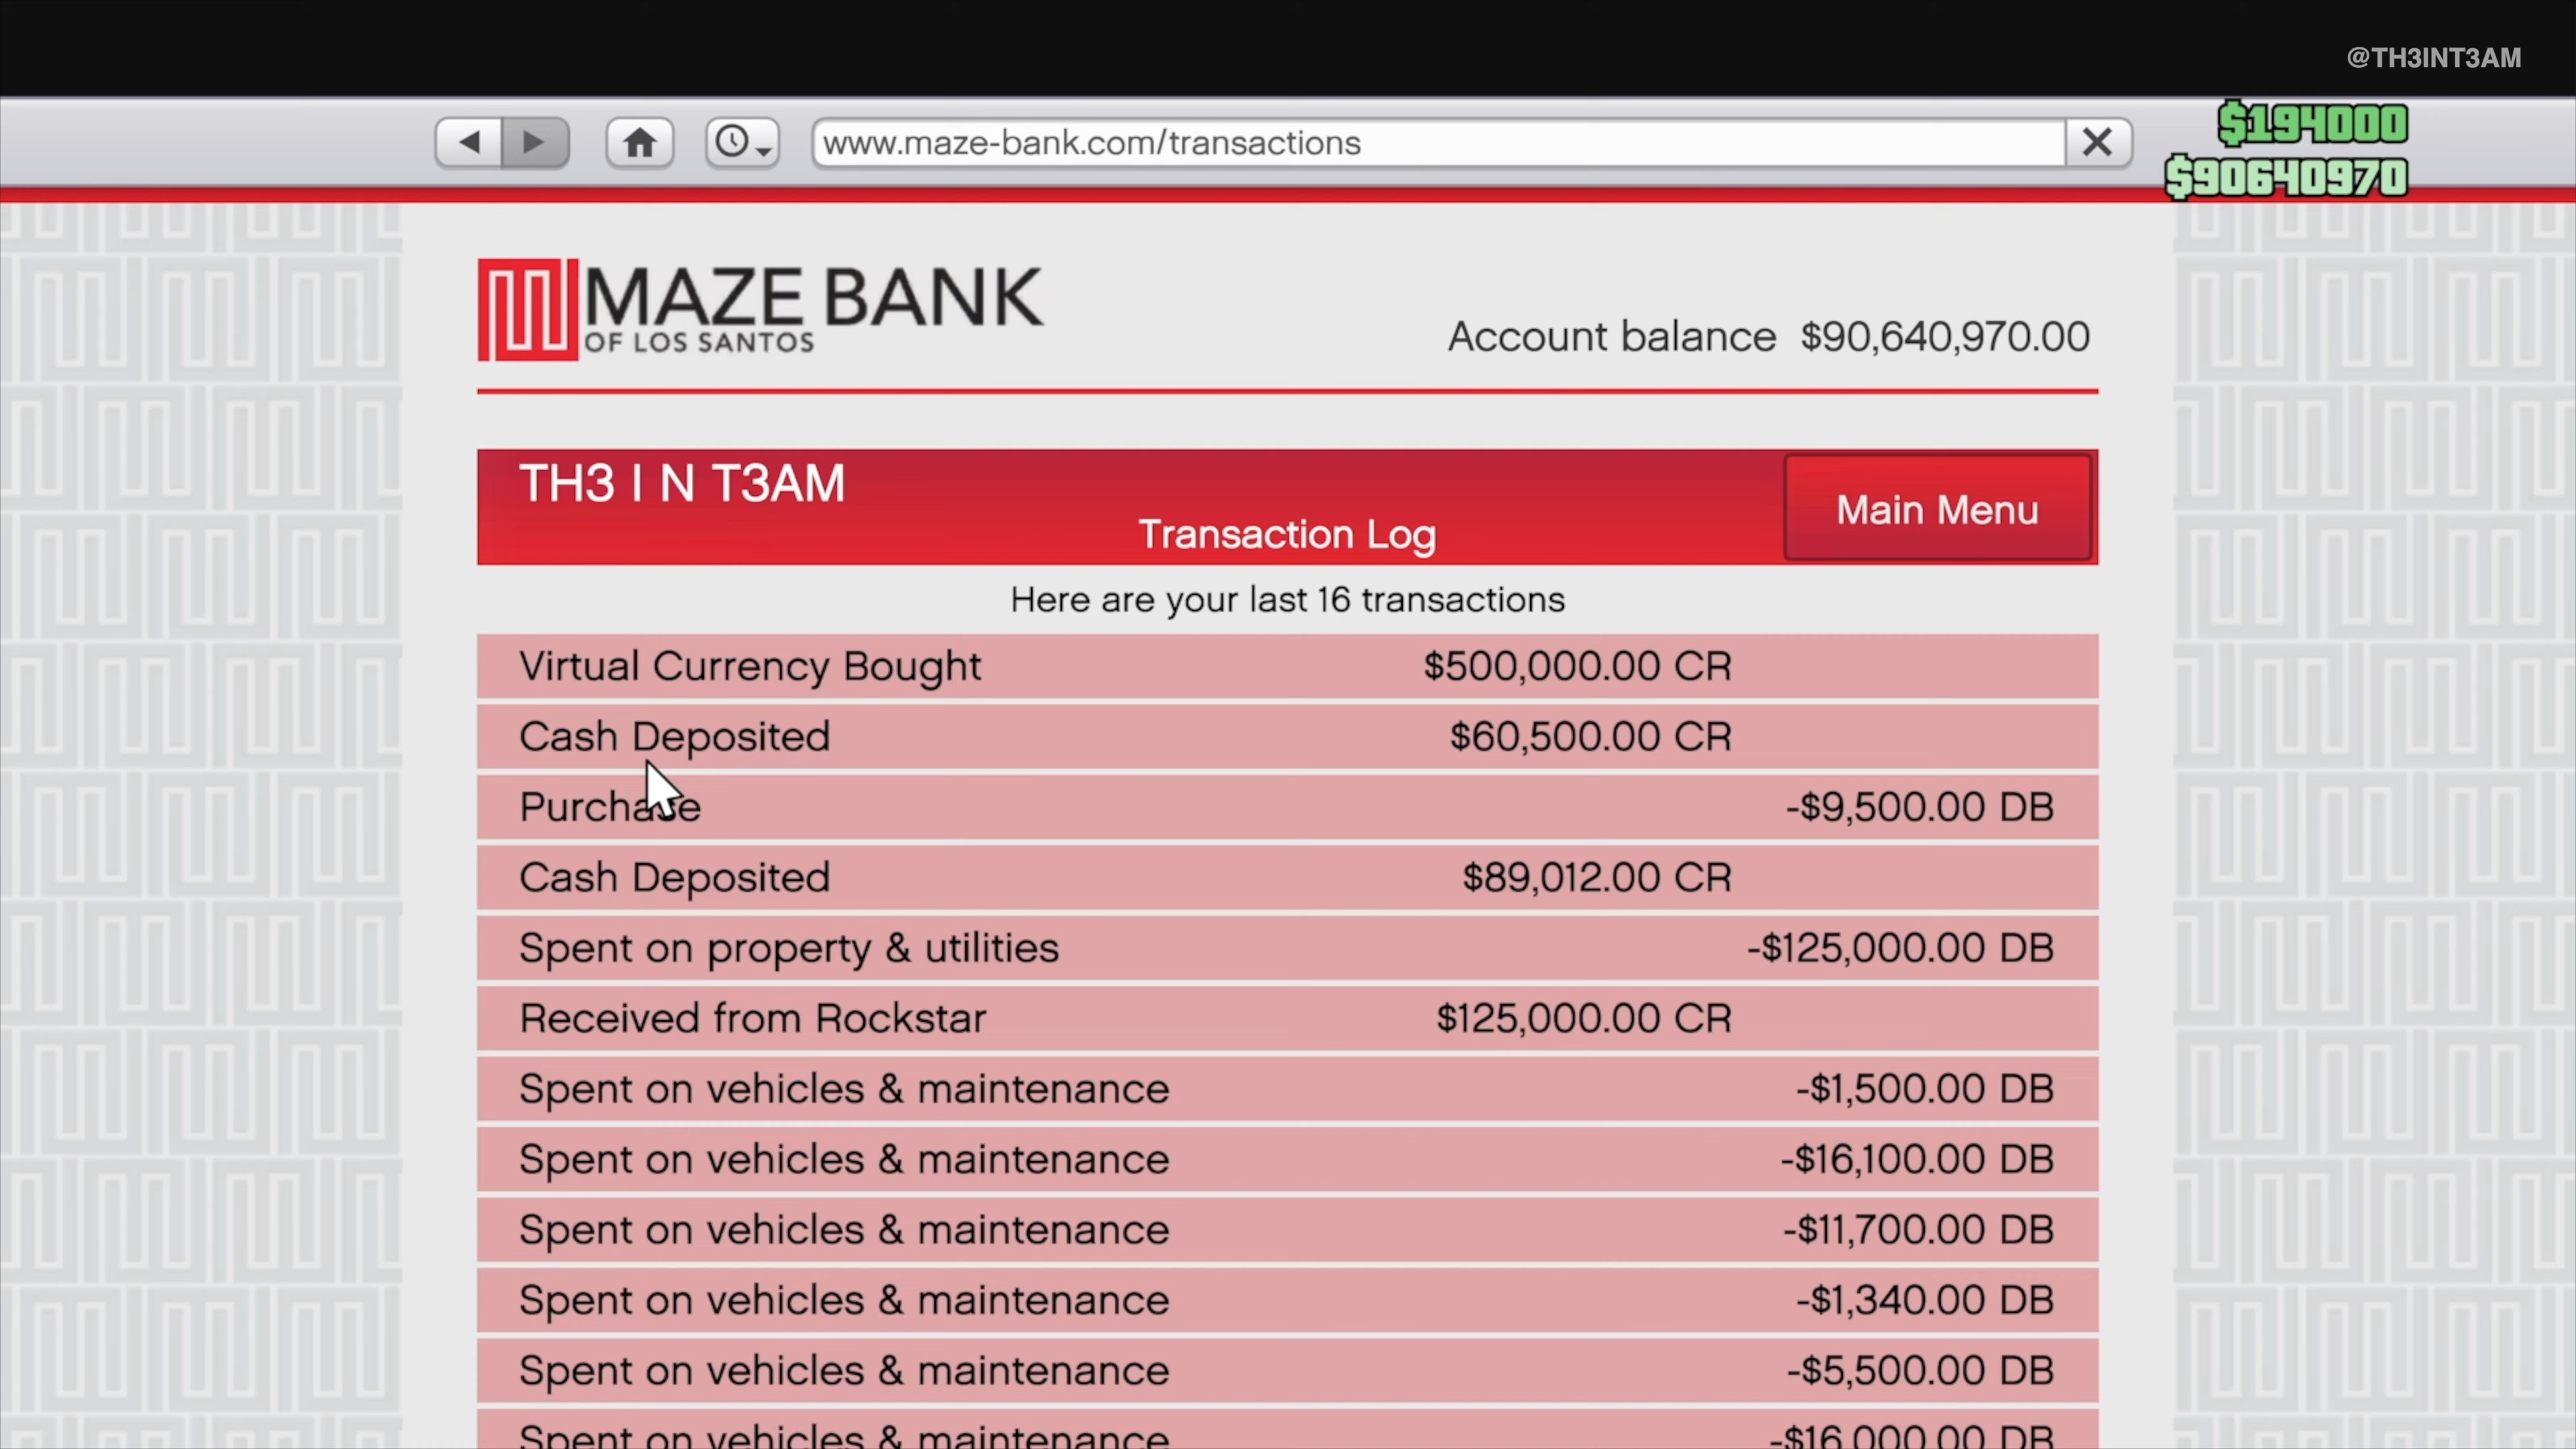 @TH3INT3AM
$194000
www.maze-bank.com/transactions
$90640970
MAZE BANK
OF LOS SANTOS
Account balance $90,640,970.00
TH3 I N T3AM
Main Menu
Transaction Log
Here are your last 16 transactions
Virtual Currency Bought $500,000.00 CR
Cash Deposited $60,500.00 CR
Purchase -$9,500.00 DB
Cash Deposited $89,012.00 CR
Spent on property & utilities -$125,000.00 DB
Received from Rockstar $125,000.00 CR
Spent on vehicles & maintenance -$1,500.00 DB
Spent on vehicles & maintenance -$16,100.00 DB
Spent on vehicles & maintenance -$11,700.00 DB
Spent on vehicles & maintenance -$1,340.00 DB
Spent on vehicles & maintenance -$5,500.00 DB
Spent on vehicles & maintenance -$16,000.00 DB